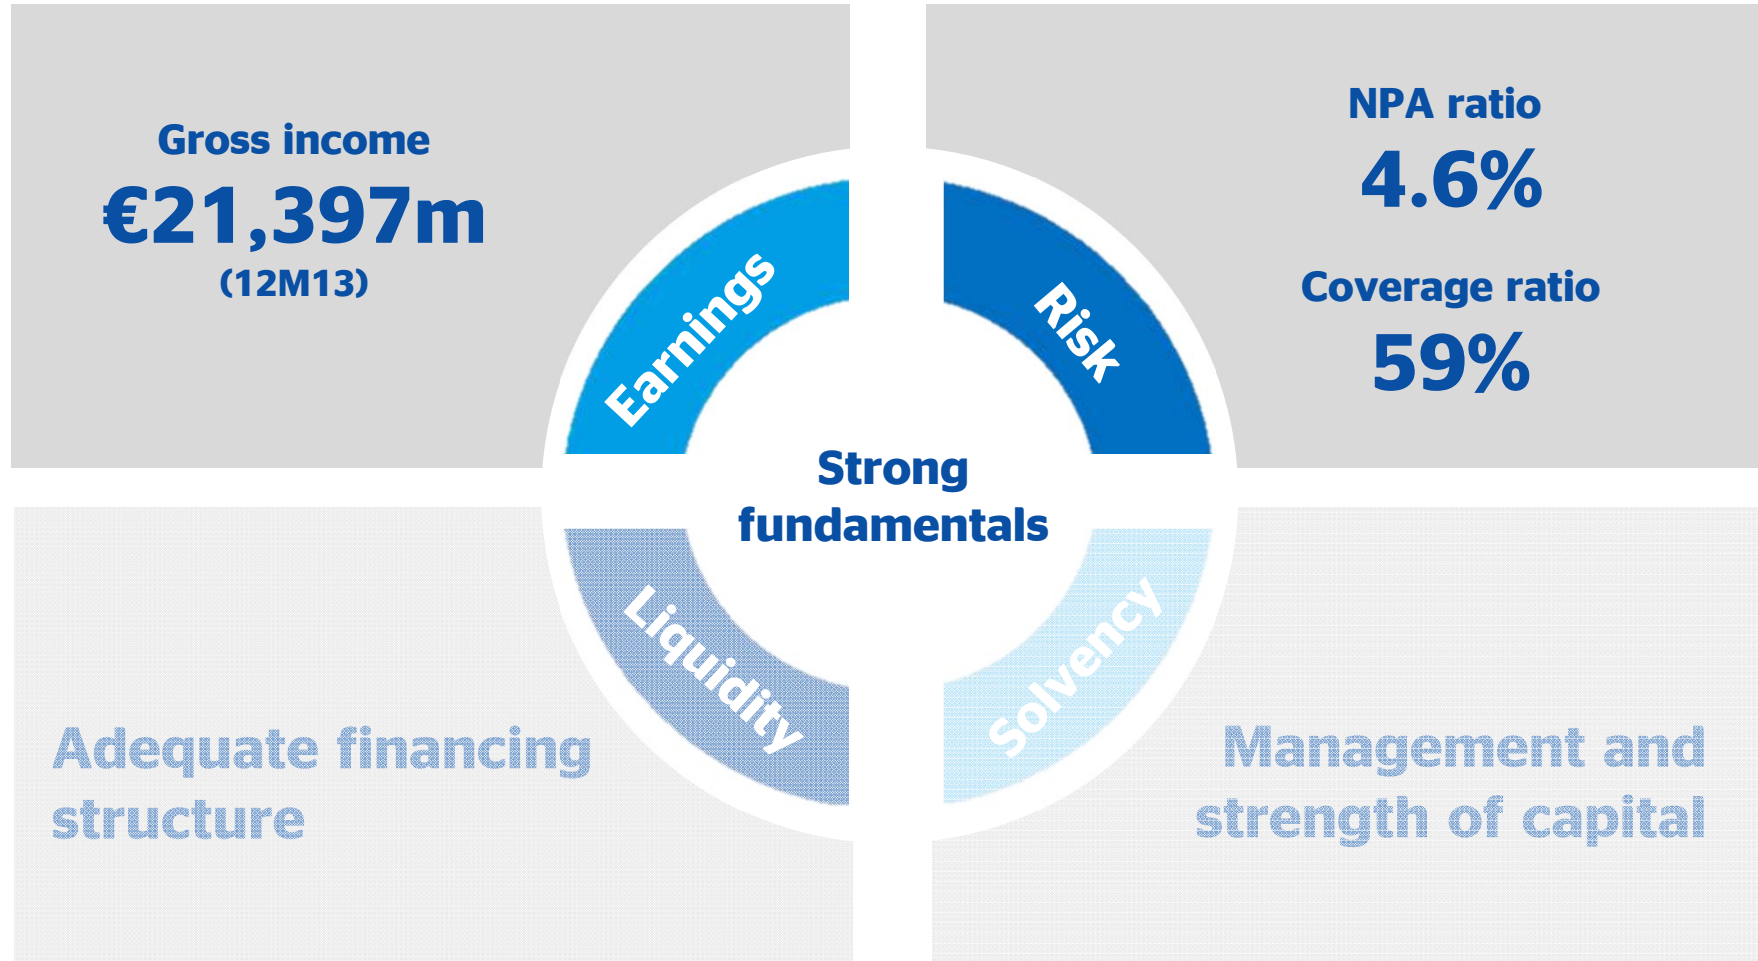 Gross income
€21,397m
(12M13)
NPA ratio
4.6%
Coverage ratio
59%
Earnings
Risk
Strong
fundamentals
Liquidity
Solvency
Adequate financing
structure
Management and
strength of capital